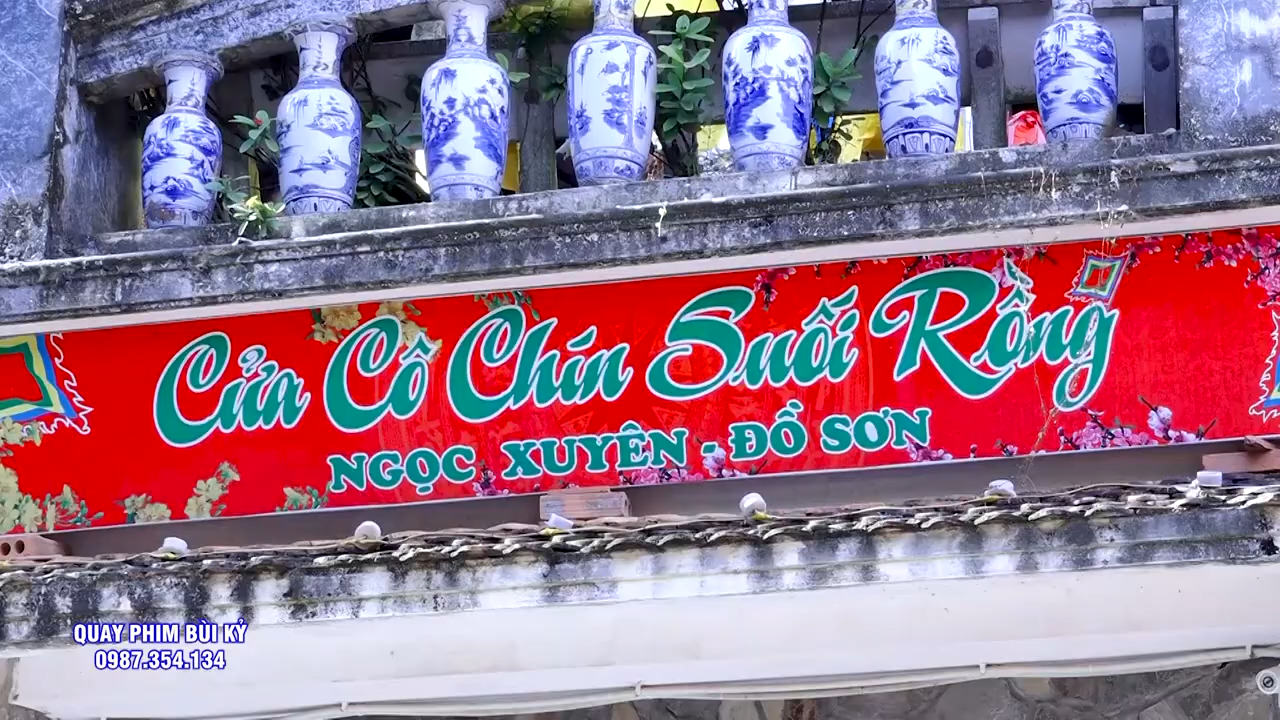 Cửa Cô Chín Suối Rồng
NGỌC XUYÊN - ĐỒ SƠN
QUAY PHIM BÙI KỶ
0987.354.134